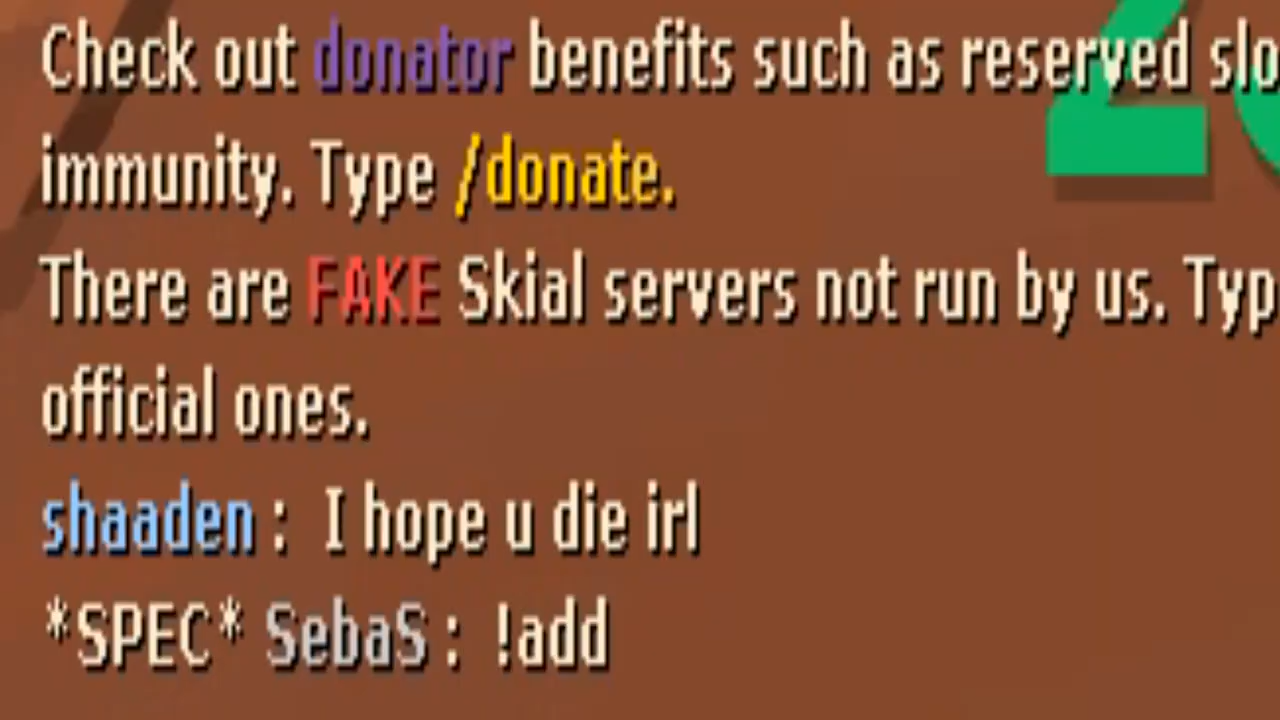 Check out donator benefits such as reserved slo
immunity. Type /donate.
There are FAKE Skial servers not run by us. Typ
official ones.
shaaden :  I hope u die irl
*SPEC* SebaS :  !add